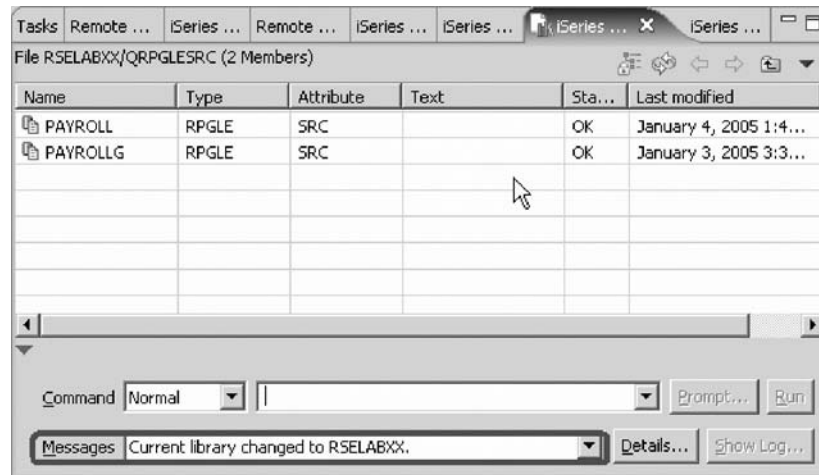 Tasks Remote ... iSeries ... Remote ... iSeries ... iSeries ... iSeries ... iSeries ...
File RSELABXX/QRPGLESRC (2 Members)
Name Type Attribute Text Sta... Last modified
PAYROLL RPGLE SRC OK January 4, 2005 1:4...
PAYROLLG RPGLE SRC OK January 3, 2005 3:3...
Command Normal Prompt... Run
Messages Current library changed to RSELABXX. Details... Show Log...